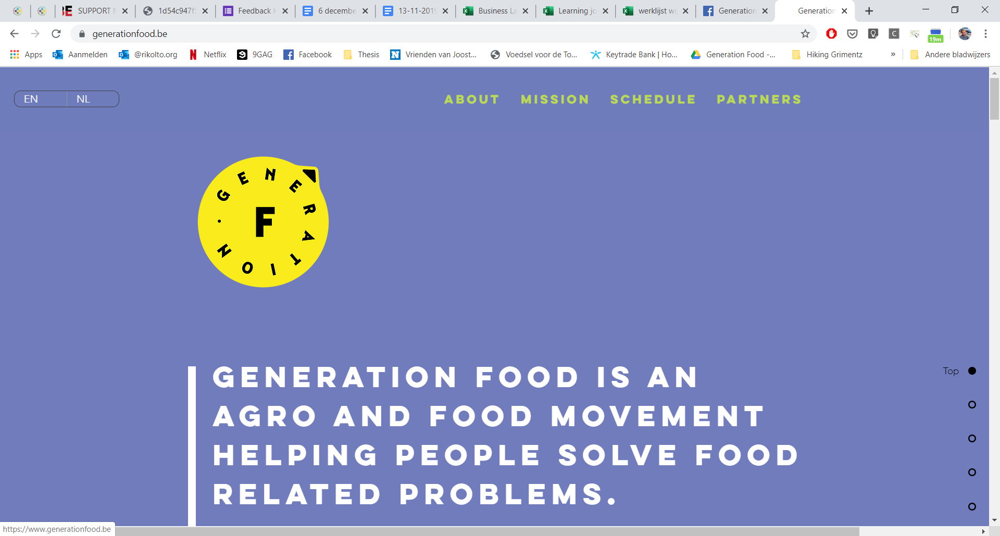 SUPPORT N
1d54c947f
Feedback F
6 decembe
13-11-2019
Business La
Learning jo
werklijst wi
Generation
Generation
generationfood.be
C
19m
Apps
Aanmelden
@rikolto.org
Netflix
9GAG
Facebook
Thesis
Vrienden van Joost...
Voedsel voor de To...
Keytrade Bank | Ho...
Generation Food -...
Hiking Grimentz
»
Andere bladwijzers
EN
NL
ABOUT
MISSION
SCHEDULE
PARTNERS
· GENERATION
F
GENERATION FOOD IS AN
AGRO AND FOOD MOVEMENT
HELPING PEOPLE SOLVE FOOD
RELATED PROBLEMS.
Top
https://www.generationfood.be